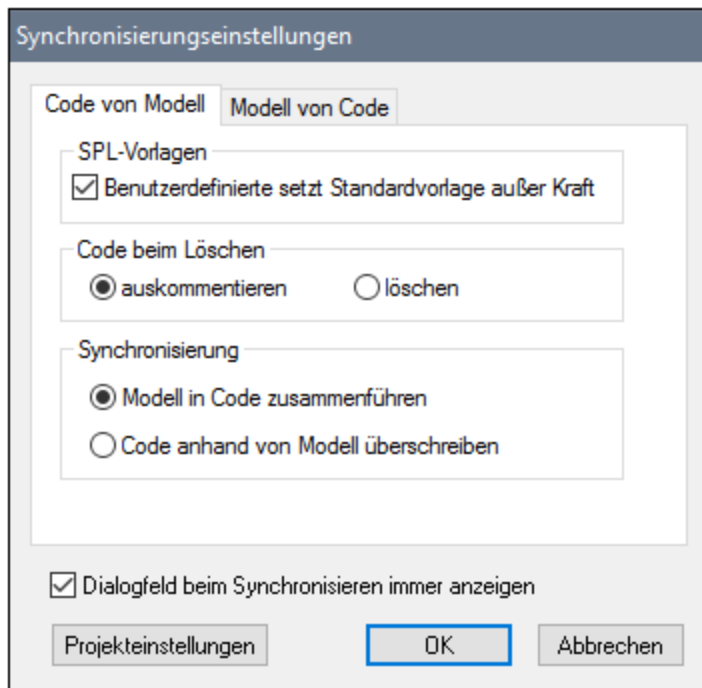 Synchronisierungseinstellungen
Code von Modell
Modell von Code
SPL-Vorlagen
Benutzerdefinierte setzt Standardvorlage außer Kraft
Code beim Löschen
auskommentieren
löschen
Synchronisierung
Modell in Code zusammenführen
Code anhand von Modell überschreiben
Dialogfeld beim Synchronisieren immer anzeigen
Projekteinstellungen
OK
Abbrechen